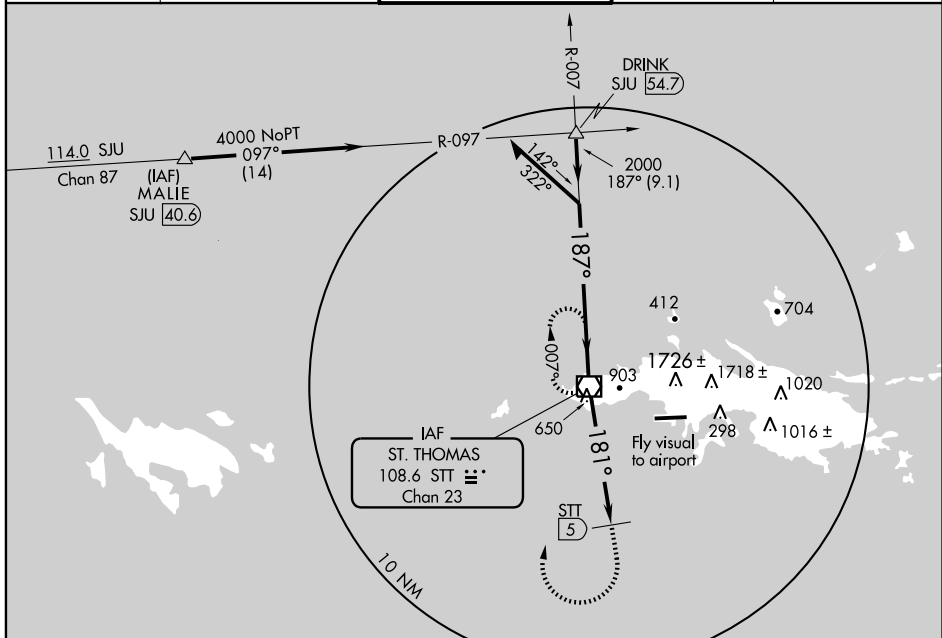 R-007
DRINK
SJU 54.7
4000 NoPT
097°
(14)
R-097
114.0 SJU
Chan 87
(IAF)
MALIE
SJU 40.6
142°
322°
2000
187° (9.1)
187°
412
704
007°
903
1726 ±
1718 ±
1020
650
298
1016 ±
Fly visual
to airport
IAF
ST. THOMAS
108.6 STT
Chan 23
181°
STT
5
10 NM